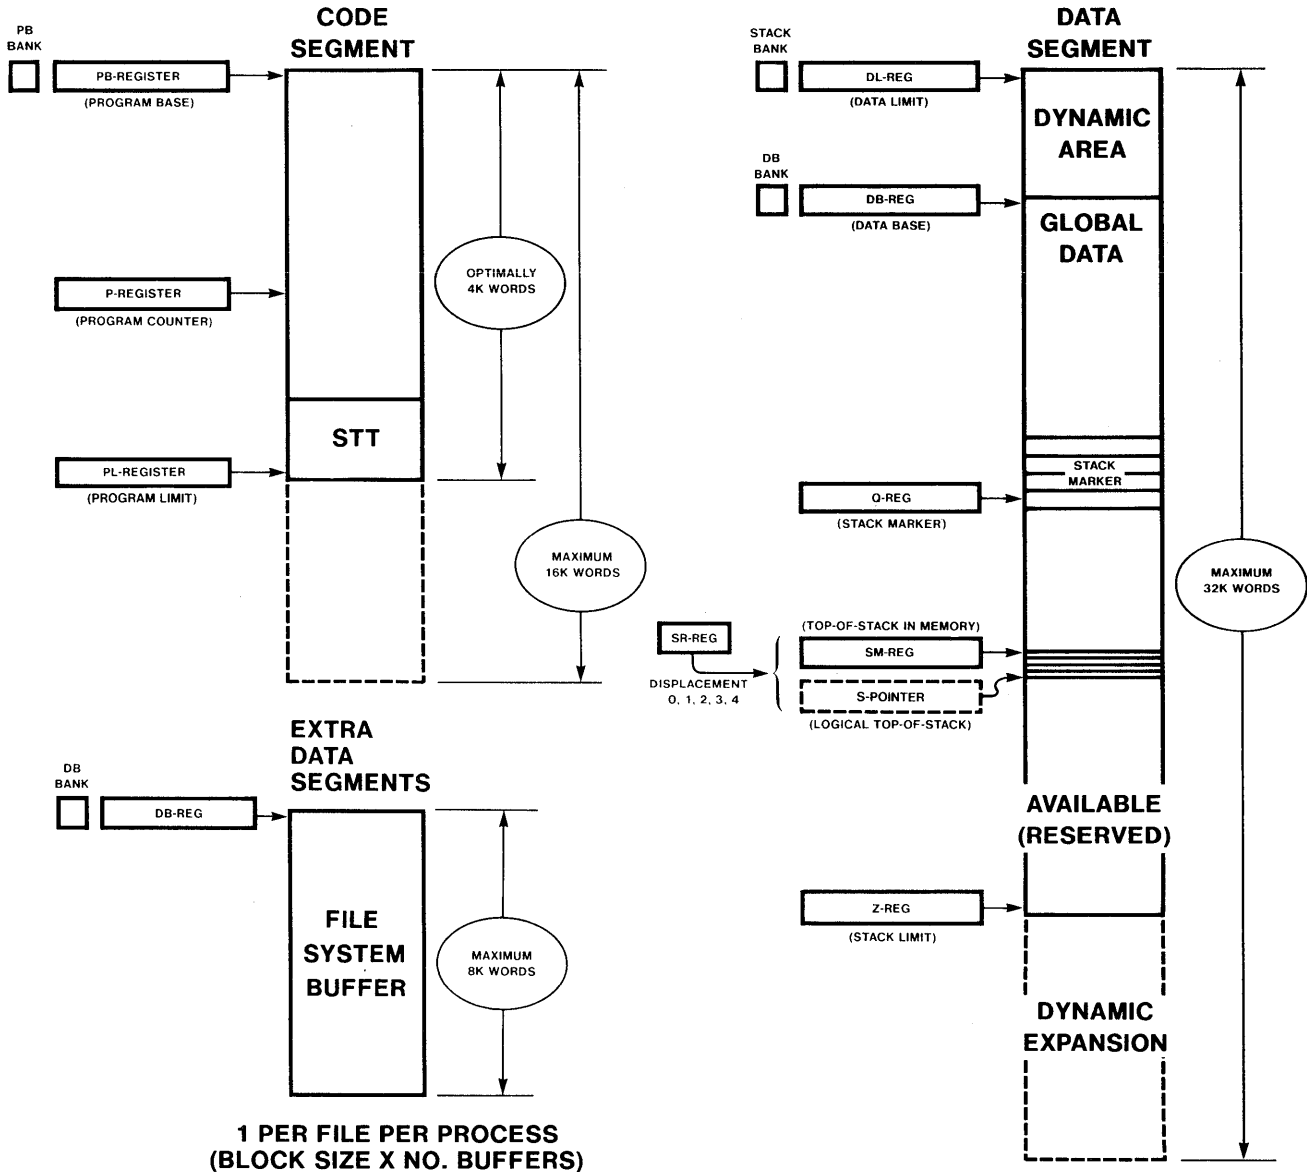 CODE
SEGMENT
PB
BANK
PB-REGISTER
(PROGRAM BASE)
P-REGISTER
(PROGRAM COUNTER)
OPTIMALLY
4K WORDS
STT
PL-REGISTER
(PROGRAM LIMIT)
MAXIMUM
16K WORDS
EXTRA
DATA
SEGMENTS
DB
BANK
DB-REG
FILE
SYSTEM
BUFFER
MAXIMUM
8K WORDS
1 PER FILE PER PROCESS
(BLOCK SIZE X NO. BUFFERS)
DATA
SEGMENT
STACK
BANK
DL-REG
(DATA LIMIT)
DYNAMIC
AREA
DB
BANK
DB-REG
(DATA BASE)
GLOBAL
DATA
STACK
MARKER
Q-REG
(STACK MARKER)
MAXIMUM
32K WORDS
(TOP-OF-STACK IN MEMORY)
SR-REG
SM-REG
DISPLACEMENT
0, 1, 2, 3, 4
S-POINTER
(LOGICAL TOP-OF-STACK)
AVAILABLE
(RESERVED)
Z-REG
(STACK LIMIT)
DYNAMIC
EXPANSION